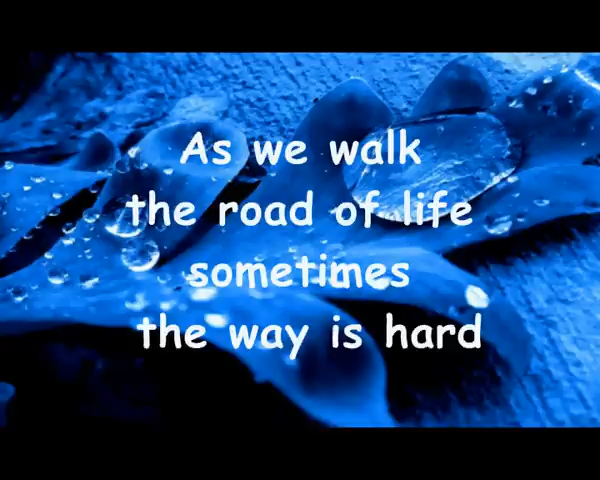 As we walk
the road of life
sometimes
the way is hard